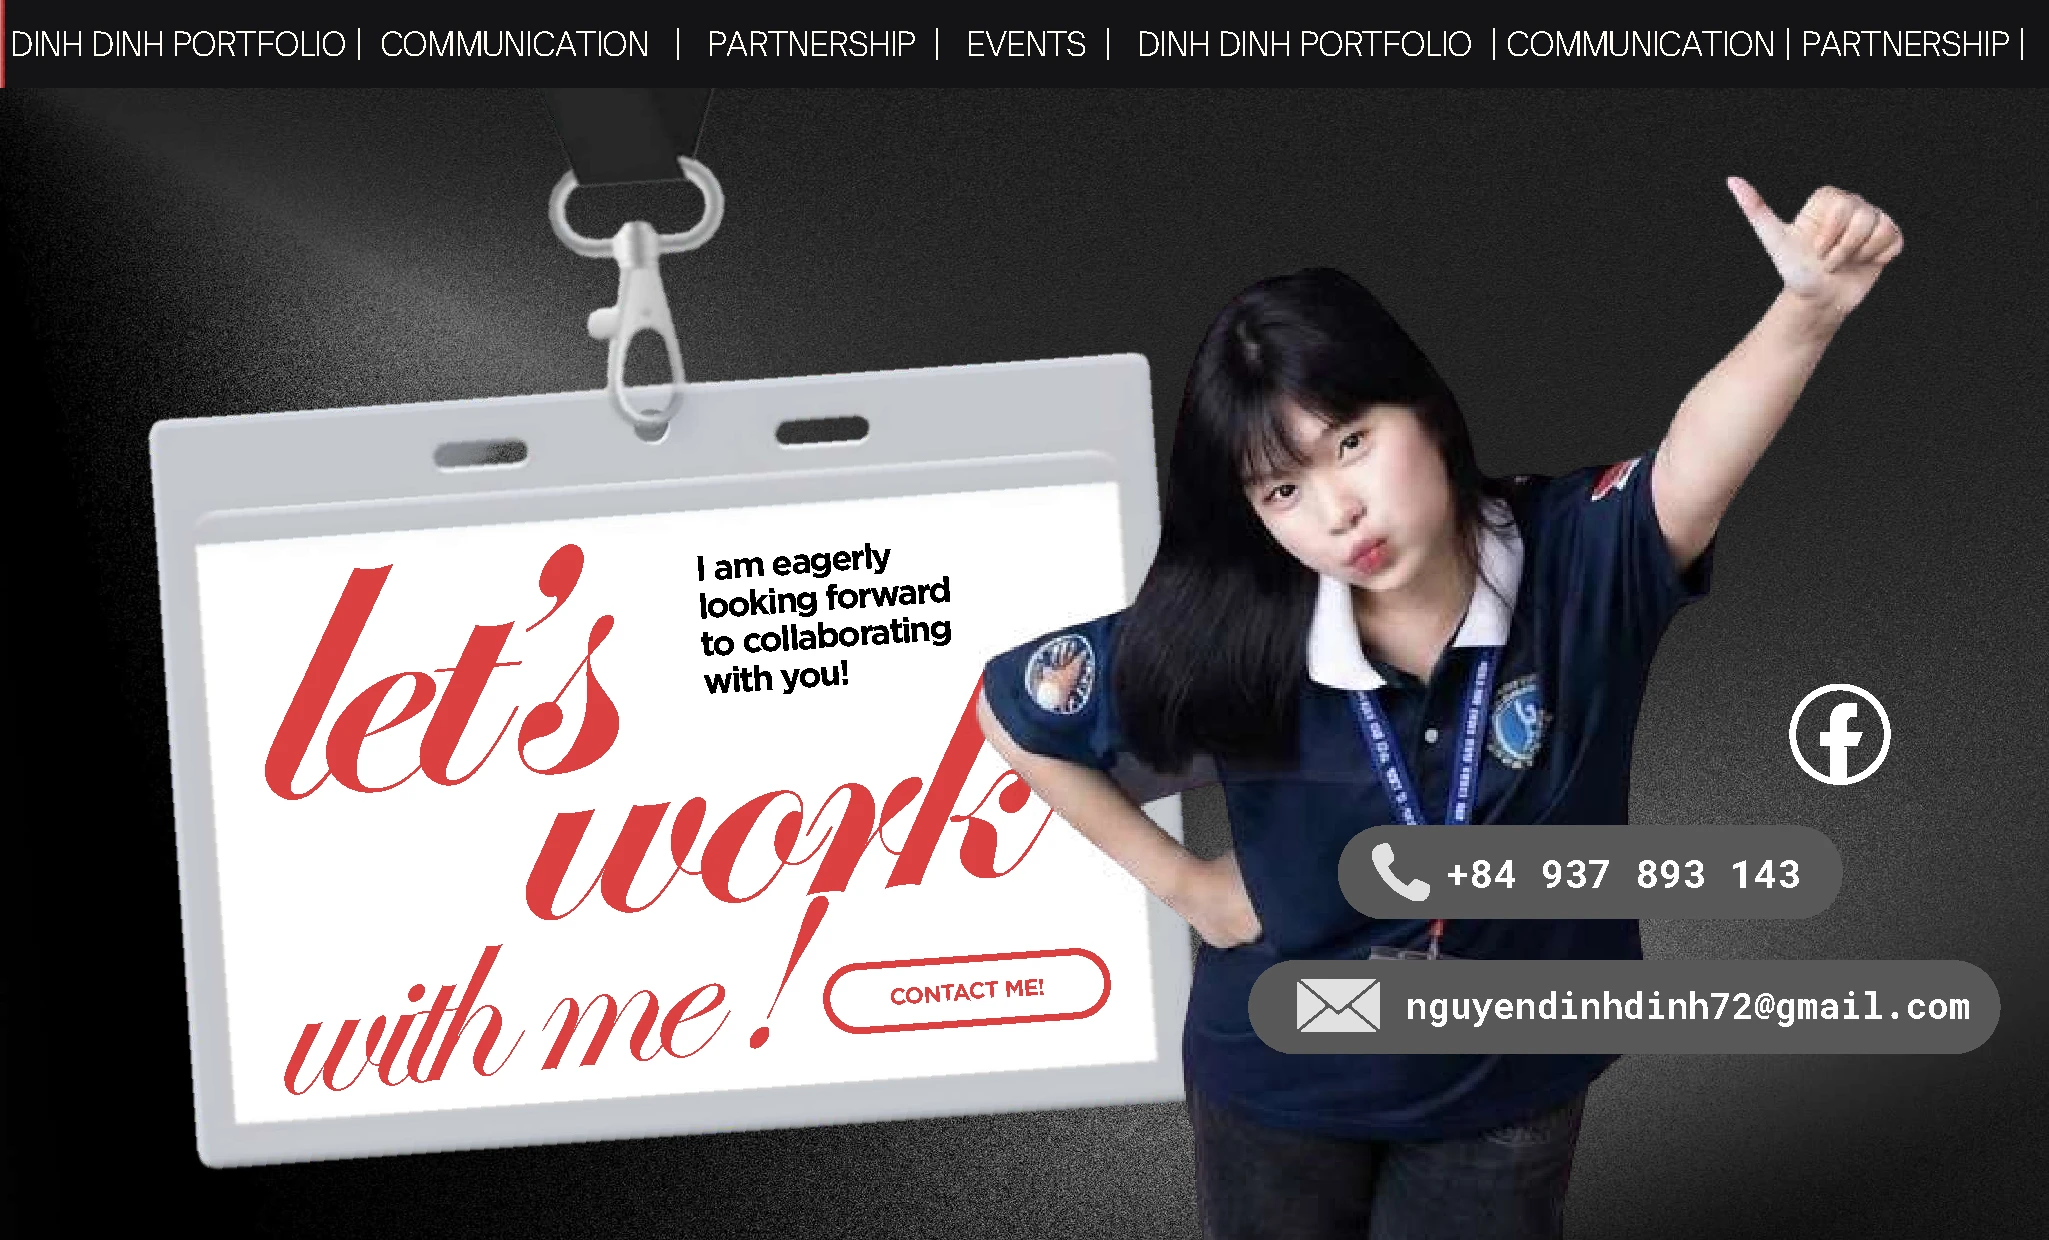 DINH DINH PORTFOLIO | COMMUNICATION | PARTNERSHIP | EVENTS | DINH DINH PORTFOLIO | COMMUNICATION | PARTNERSHIP |
let's
work
with me!
I am eagerly
looking forward
to collaborating
with you!
CONTACT ME!
+84 937 893 143
nguyendinhdinh72@gmail.com